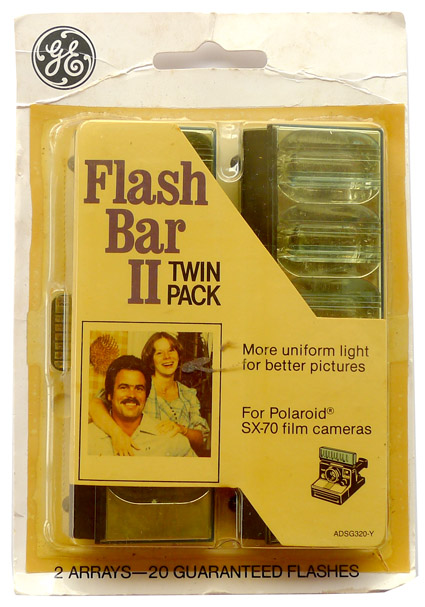 GE
Flash
Bar
II TWIN
PACK
More uniform light
for better pictures
For Polaroid®
SX-70 film cameras
ADSG320-Y
2 ARRAYS—20 GUARANTEED FLASHES